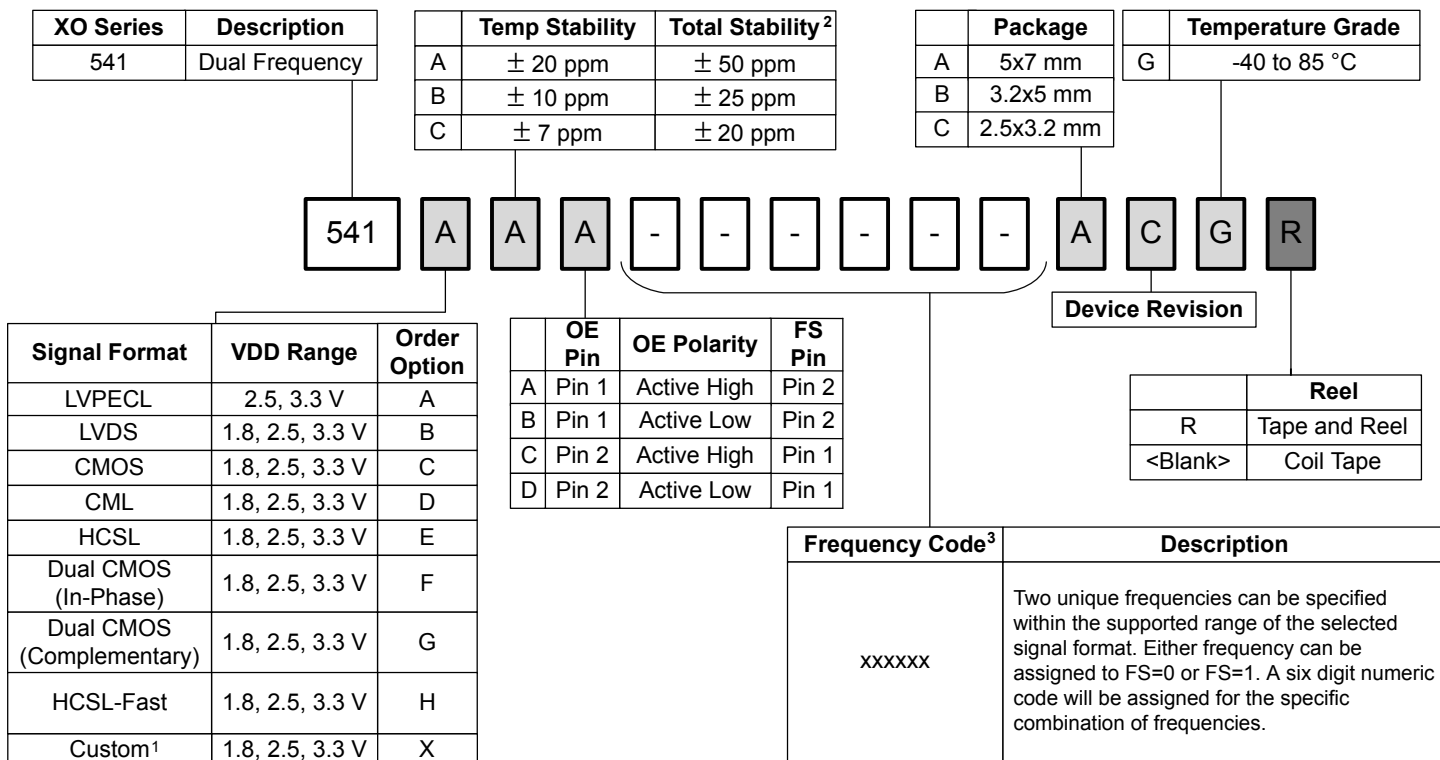 XO Series Description
541 Dual Frequency
Temp Stability Total Stability²
A ± 20 ppm ± 50 ppm
B ± 10 ppm ± 25 ppm
C ± 7 ppm ± 20 ppm
Package
A 5x7 mm
B 3.2x5 mm
C 2.5x3.2 mm
Temperature Grade
G -40 to 85 °C
541 A A A - - - - - - A C G R
Device Revision
Signal Format VDD Range Order
Option
LVPECL 2.5, 3.3 V A
LVDS 1.8, 2.5, 3.3 V B
CMOS 1.8, 2.5, 3.3 V C
CML 1.8, 2.5, 3.3 V D
HCSL 1.8, 2.5, 3.3 V E
Dual CMOS
(In-Phase) 1.8, 2.5, 3.3 V F
Dual CMOS
(Complementary) 1.8, 2.5, 3.3 V G
HCSL-Fast 1.8, 2.5, 3.3 V H
Custom¹ 1.8, 2.5, 3.3 V X
OE
Pin OE Polarity FS
Pin
A Pin 1 Active High Pin 2
B Pin 1 Active Low Pin 2
C Pin 2 Active High Pin 1
D Pin 2 Active Low Pin 1
Reel
R Tape and Reel
<Blank> Coil Tape
Frequency Code³ Description
xxxxxx
Two unique frequencies can be specified
within the supported range of the selected
signal format. Either frequency can be
assigned to FS=0 or FS=1. A six digit numeric
code will be assigned for the specific
combination of frequencies.